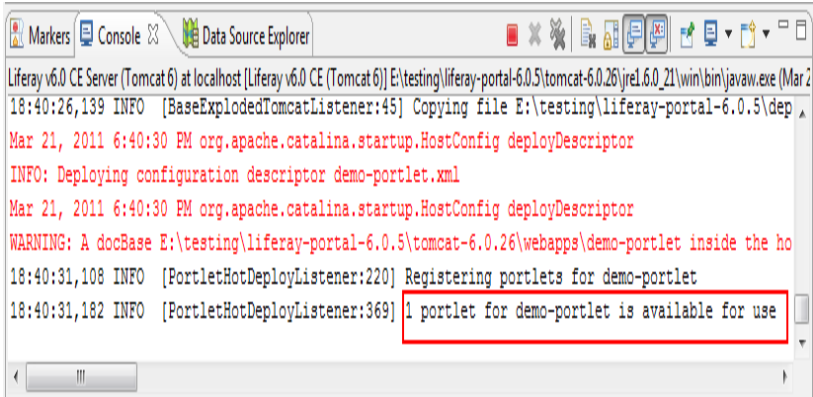 Markers Console Data Source Explorer
Liferay v6.0 CE Server (Tomcat 6) at localhost [Liferay v6.0 CE (Tomcat 6)] E:\testing\liferay-portal-6.0.5\tomcat-6.0.26\jre1.6.0_21\win\bin\javaw.exe (Mar 2
18:40:26,139 INFO [BaseExplodedTomcatListener:45] Copying file E:\testing\liferay-portal-6.0.5\dep
Mar 21, 2011 6:40:30 PM org.apache.catalina.startup.HostConfig deployDescriptor
INFO: Deploying configuration descriptor demo-portlet.xml
Mar 21, 2011 6:40:30 PM org.apache.catalina.startup.HostConfig deployDescriptor
WARNING: A docBase E:\testing\liferay-portal-6.0.5\tomcat-6.0.26\webapps\demo-portlet inside the ho
18:40:31,108 INFO [PortletHotDeployListener:220] Registering portlets for demo-portlet
18:40:31,182 INFO [PortletHotDeployListener:369] 1 portlet for demo-portlet is available for use